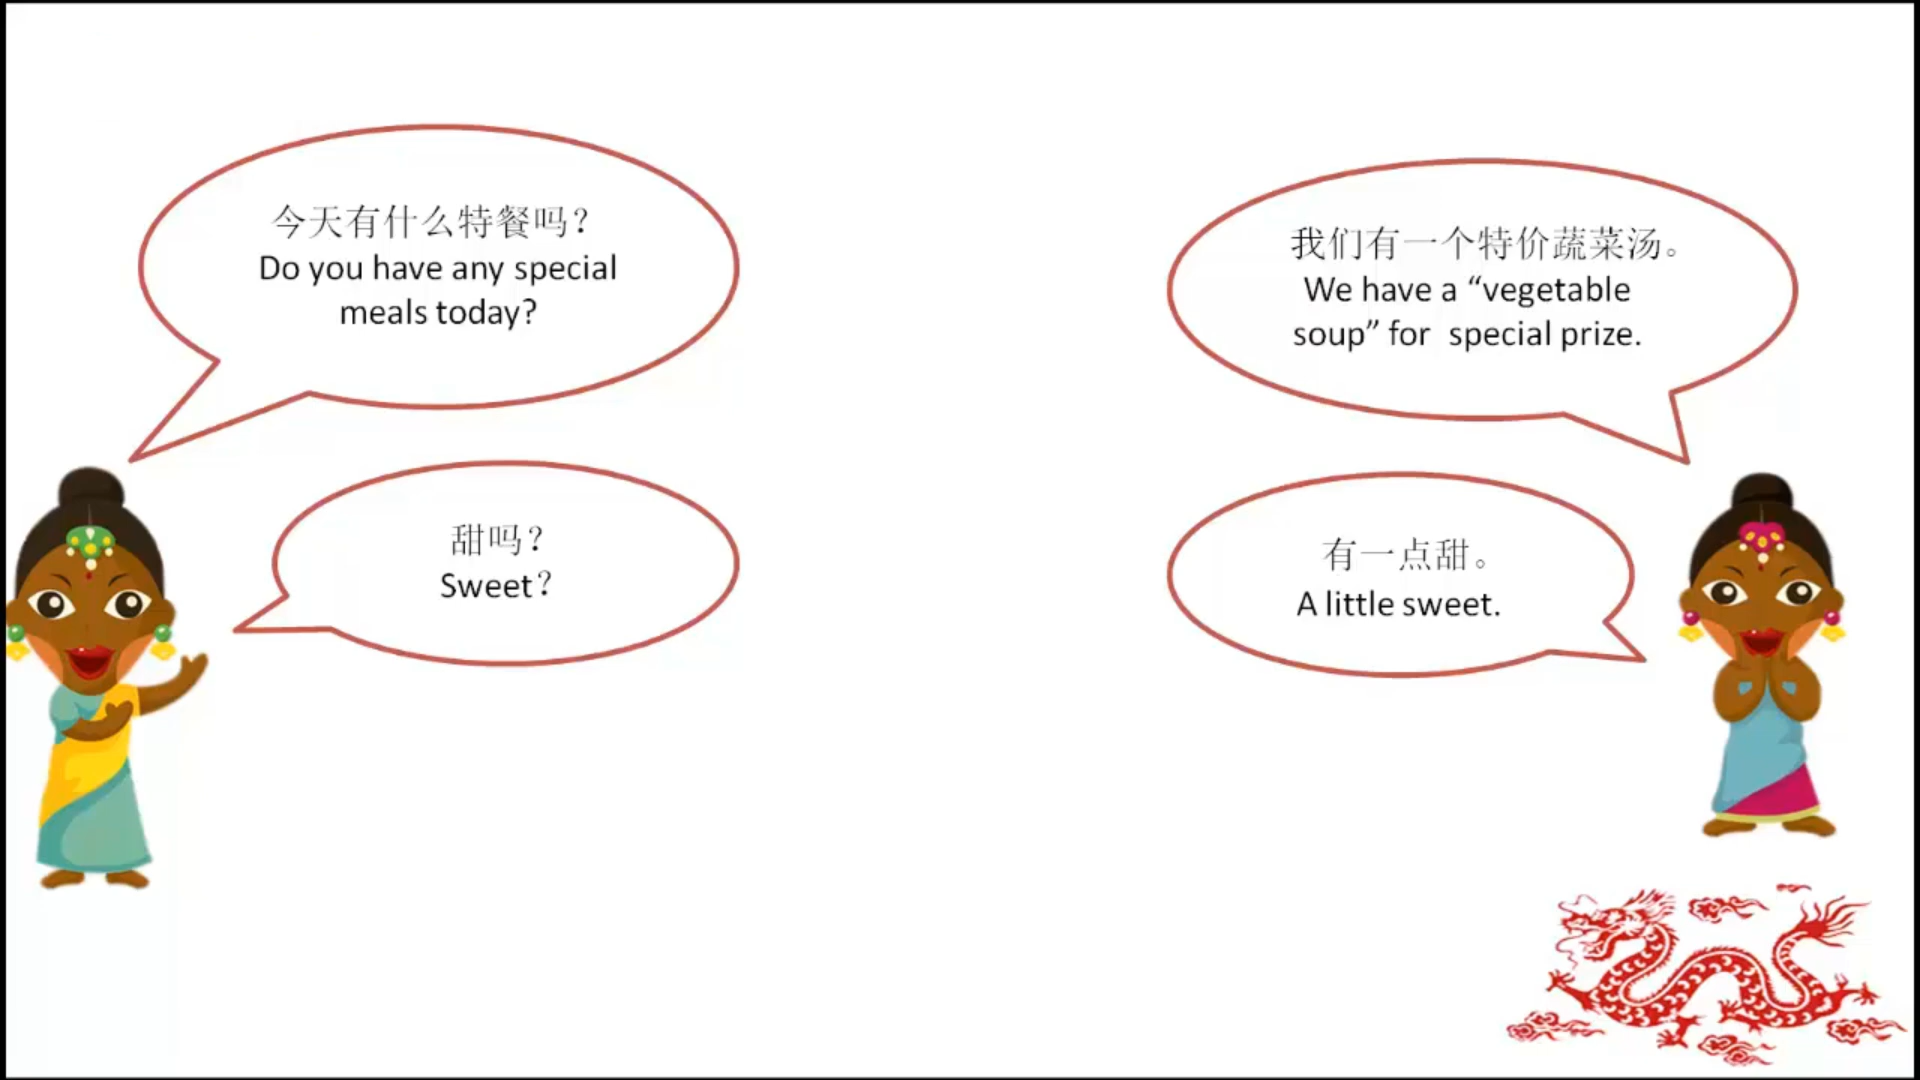 今天有什么特餐吗？
Do you have any special
meals today?
我们有一个特价蔬菜汤。
We have a “vegetable
soup” for  special prize.
甜吗？
Sweet？
有一点甜。
A little sweet.